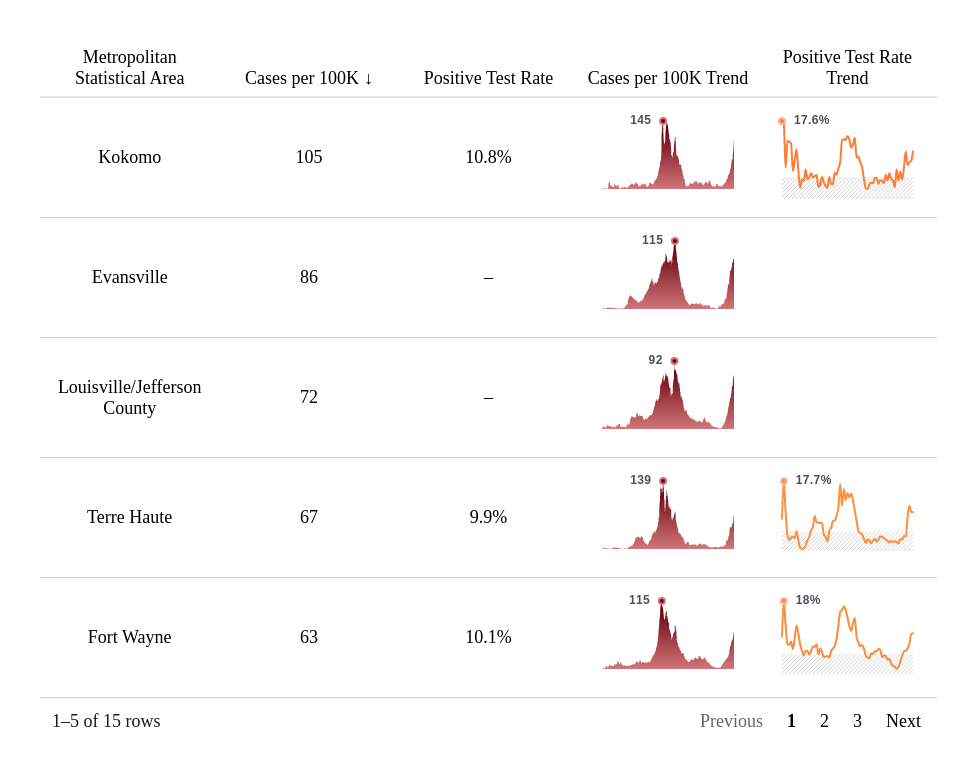 Metropolitan
Statistical Area
Cases per 100K ↓
Positive Test Rate
Cases per 100K Trend
Positive Test Rate
Trend
Kokomo
105
10.8%
145
17.6%
Evansville
86
–
115
Louisville/Jefferson
County
72
–
92
Terre Haute
67
9.9%
139
17.7%
Fort Wayne
63
10.1%
115
18%
1–5 of 15 rows
Previous
1
2
3
Next